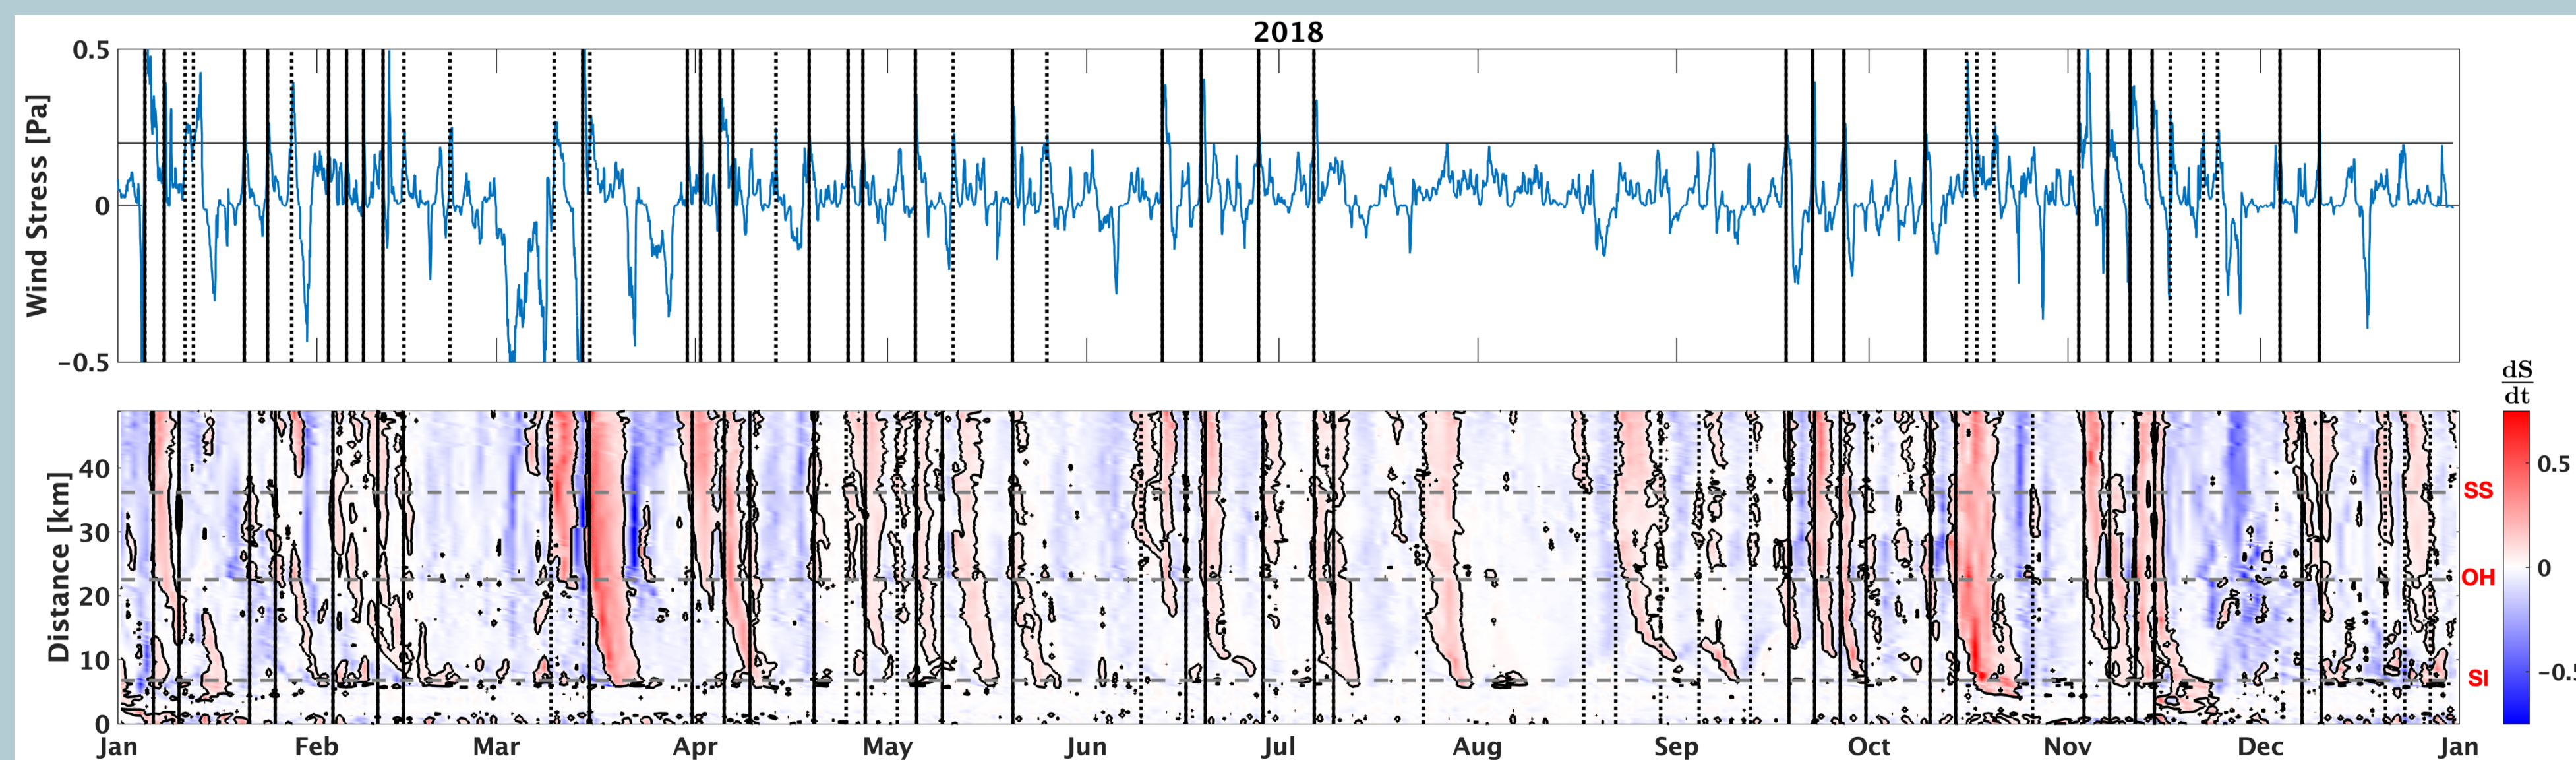 2018
Wind Stress [Pa]
0.5
0
−0.5
Distance [km]
40
30
20
10
0
Jan Feb Mar Apr May Jun Jul Aug Sep Oct Nov Dec Jan
SS
OH
SI
dS
dt
0.5
0
−0.5